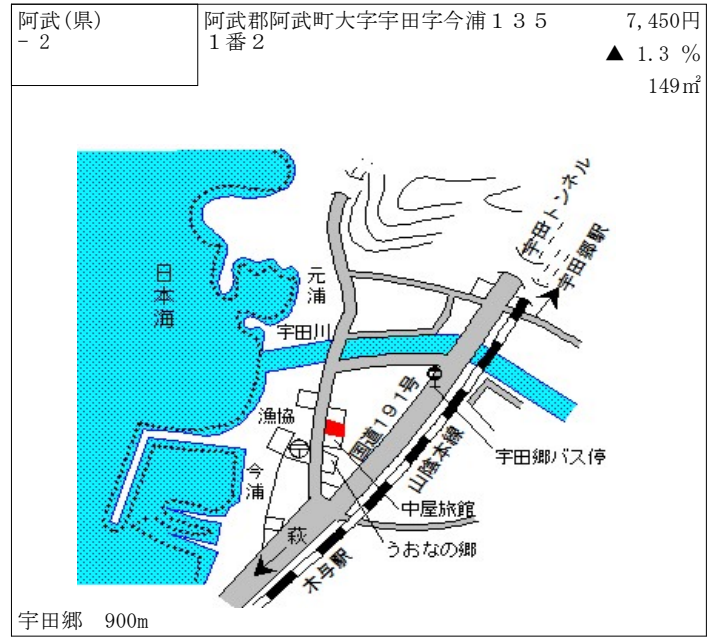 阿武(県)
- 2
阿武郡阿武町大字宇田字今浦１３５
１番２
7,450円
▲ 1.3 %
149㎡
宇田トンネル
宇田郷駅
日本海
元浦
宇田川
国道191号
漁協
山陰本線
宇田郷バス停
今浦
中屋旅館
うおなの郷
萩
木与駅
宇田郷　900m